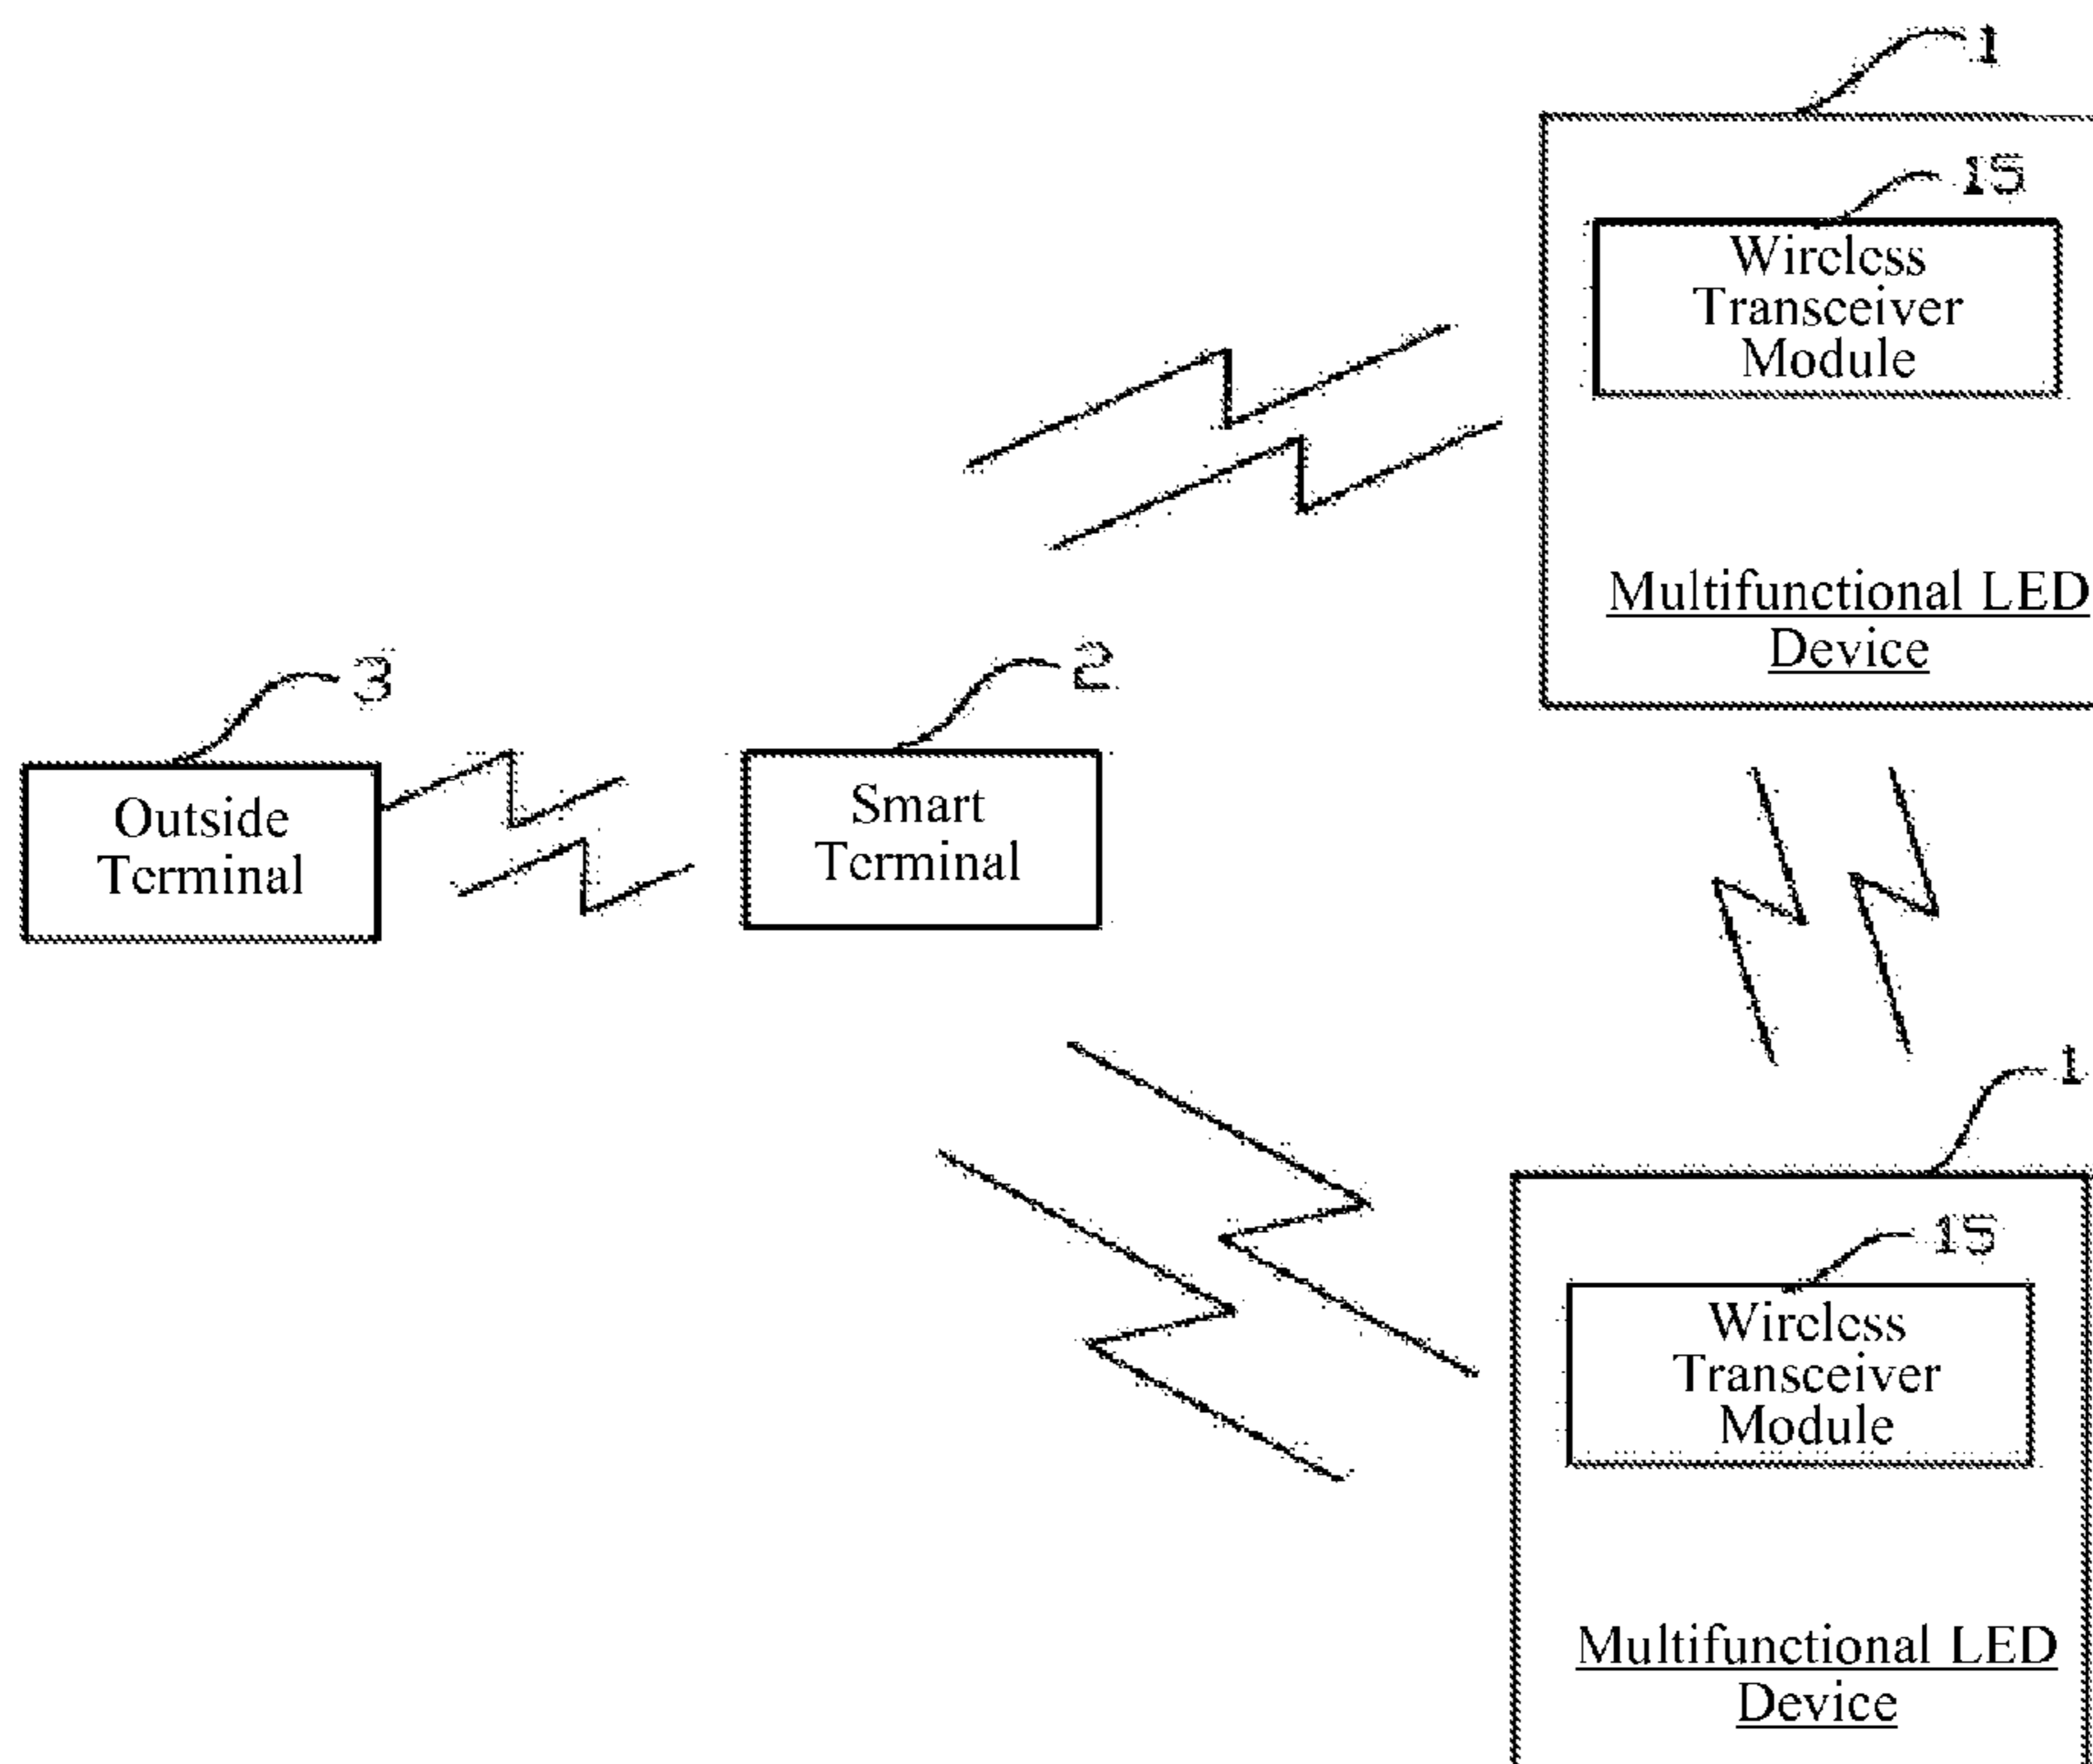 1
15
Wireless
Transceiver
Module
Multifunctional LED
Device
3
2
Outside
Terminal
Smart
Terminal
1
15
Wireless
Transceiver
Module
Multifunctional LED
Device